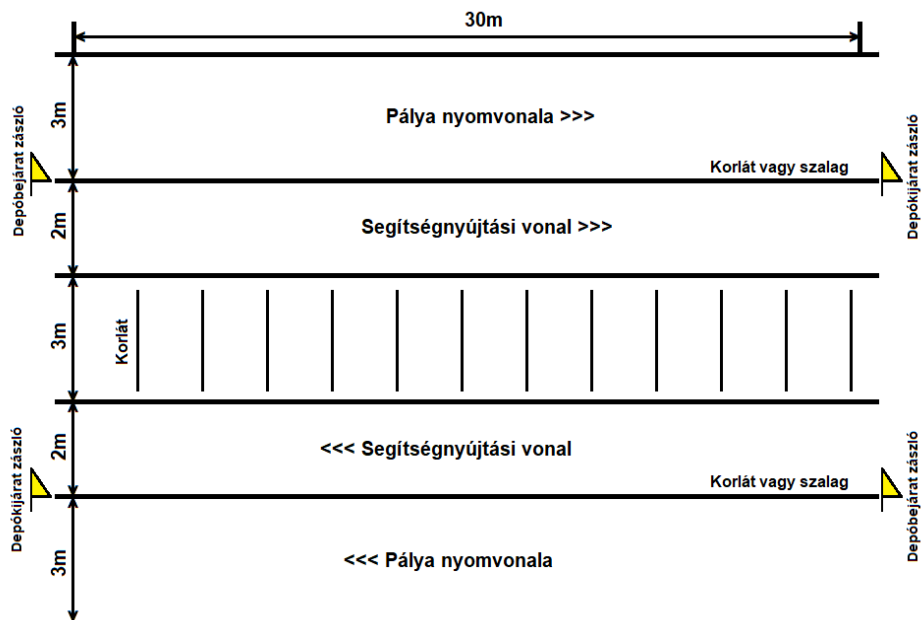 30m
3m
Pálya nyomvonala >>>
Depóbejárat zászló
Korlát vagy szalag
Depókijárat zászló
2m
Segítségnyújtási vonal >>>
3m
Korlát
2m
<<< Segítségnyújtási vonal
Depókijárat zászló
Korlát vagy szalag
Depóbejárat zászló
3m
<<< Pálya nyomvonala